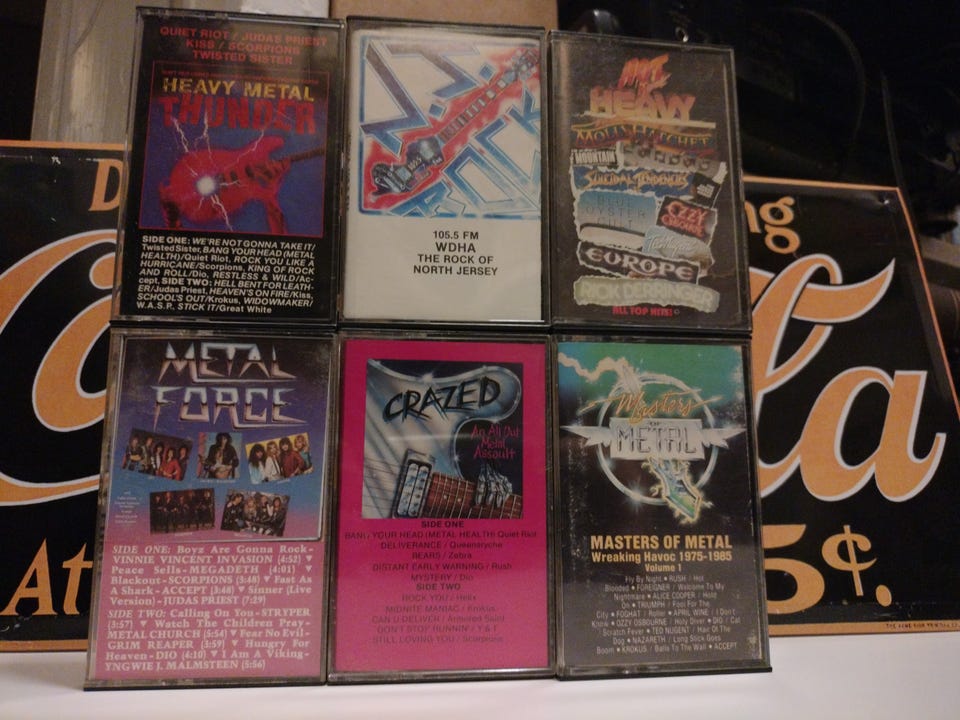 QUIET RIOT / JUDAS PRIEST
KISS / SCORPIONS
TWISTED SISTER
HEAVY METAL
THUNDER
SIDE ONE: WE'RE NOT GONNA TAKE IT/
Twisted Sister, BANG YOUR HEAD (METAL
HEALTH)/Quiet Riot, ROCK YOU LIKE A
HURRICANE/Scorpions, KING OF ROCK
AND ROLL/Dio, RESTLESS & WILD/Ac-
cept, SIDE TWO: HELL BENT FOR LEATH-
ER/Judas Priest, HEAVEN'S ON FIRE/Kiss,
SCHOOL'S OUT/Krokus, WIDOWMAKER/
W.A.S.P., STICK IT/Great White
N.J.
ROCK
105.5 FM
WDHA
THE ROCK OF
NORTH JERSEY
HOT
HEAVY
MOLLY HATCHET
MOUNTAIN
SUICIDAL TENDENCIES
BLUE
OYSTER
OZZY
OSBOURNE
EUROPE
RICK DERRINGER
ALL TOP HITS!
METAL
FORCE
SIDE ONE: Boyz Are Gonna Rock-
VINNIE VINCENT INVASION (4:52) ▼
Peace Sells-MEGADETH (4:01) ▼
Blackout-SCORPIONS (3:48) ▼ Fast As
A Shark-ACCEPT (3:48) ▼ Sinner (Live
Version)-JUDAS PRIEST (7:29)
SIDE TWO: Calling On You-STRYPER
(3:57) ▼ Watch The Children Pray-
METAL CHURCH (5:54) ▼ Fear No Evil-
GRIM REAPER (3:59) ▼ Hungry For
Heaven-DIO (4:10) ▼ I Am A Viking-
YNGWIE J. MALMSTEEN (5:56)
CRAZED
An All Out
Metal
Assault
SIDE ONE
BANG YOUR HEAD (METAL HEALTH) Quiet Riot
DELIVERANCE / Queensryche
BEARS / Zebra
DISTANT EARLY WARNING / Rush
MYSTERY / Dio
SIDE TWO
ROCK YOU / Helix
MIDNITE MANIAC / Krokus
CAN U DELIVER / Armored Saint
DON'T STOP RUNNIN' / Y & T
STILL LOVING YOU / Scorpions
Masters
OF
METAL
MASTERS OF METAL
Wreaking Havoc 1975-1985
Volume 1
Fly By Night • RUSH / Hot
Blooded • FOREIGNER / Welcome To My
Nightmare • ALICE COOPER / Hold
On • TRIUMPH / Fool For The
City • FOGHAT / Roller • APRIL WINE / I Don't
Know • OZZY OSBOURNE / Holy Diver • DIO / Cat
Scratch Fever • TED NUGENT / Hair Of The
Dog • NAZARETH / Long Stick Goes
Boom • KROKUS / Balls To The Wall • ACCEPT
D
ng
C
la
At
5¢